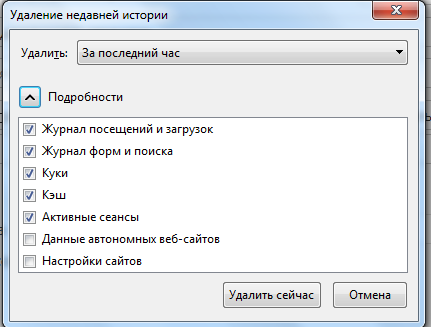 Удаление недавней истории
Удалить: За последний час
Подробности
Журнал посещений и загрузок
Журнал форм и поиска
Куки
Кэш
Активные сеансы
Данные автономных веб-сайтов
Настройки сайтов
Удалить сейчас Отмена